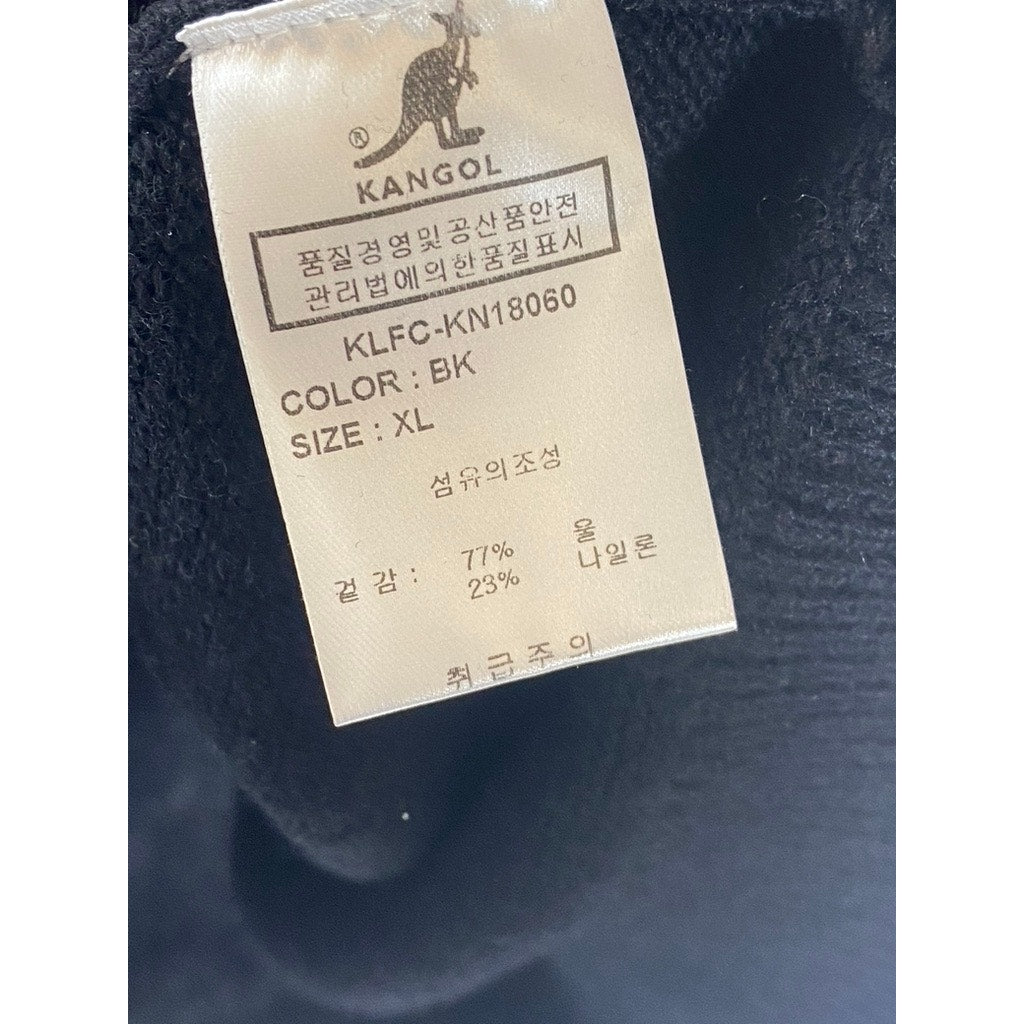 ®
KANGOL
품질경영및공산품안전
관리법에의한품질표시
KLFC-KN18060
COLOR : BK
SIZE : XL
섬유의조성
겉 감 : 77% 울
23% 나일론
취급주의